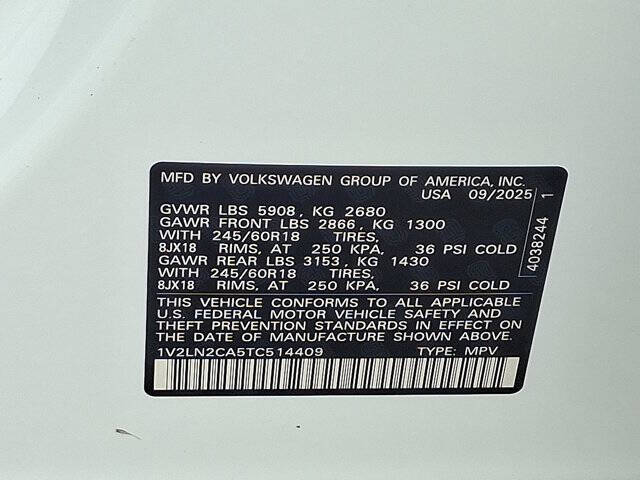 MFD BY VOLKSWAGEN GROUP OF AMERICA, INC.
USA 09/2025
GVWR LBS 5908, KG 2680
GAWR FRONT LBS 2866, KG 1300
WITH 245/60R18 TIRES,
8JX18 RIMS, AT 250 KPA, 36 PSI COLD
GAWR REAR LBS 3153, KG 1430
WITH 245/60R18 TIRES,
8JX18 RIMS, AT 250 KPA, 36 PSI COLD
THIS VEHICLE CONFORMS TO ALL APPLICABLE
U.S. FEDERAL MOTOR VEHICLE SAFETY AND
THEFT PREVENTION STANDARDS IN EFFECT ON
THE DATE OF MANUFACTURE SHOWN ABOVE
1V2LN2CA5TC514409 TYPE: MPV
4038244 1